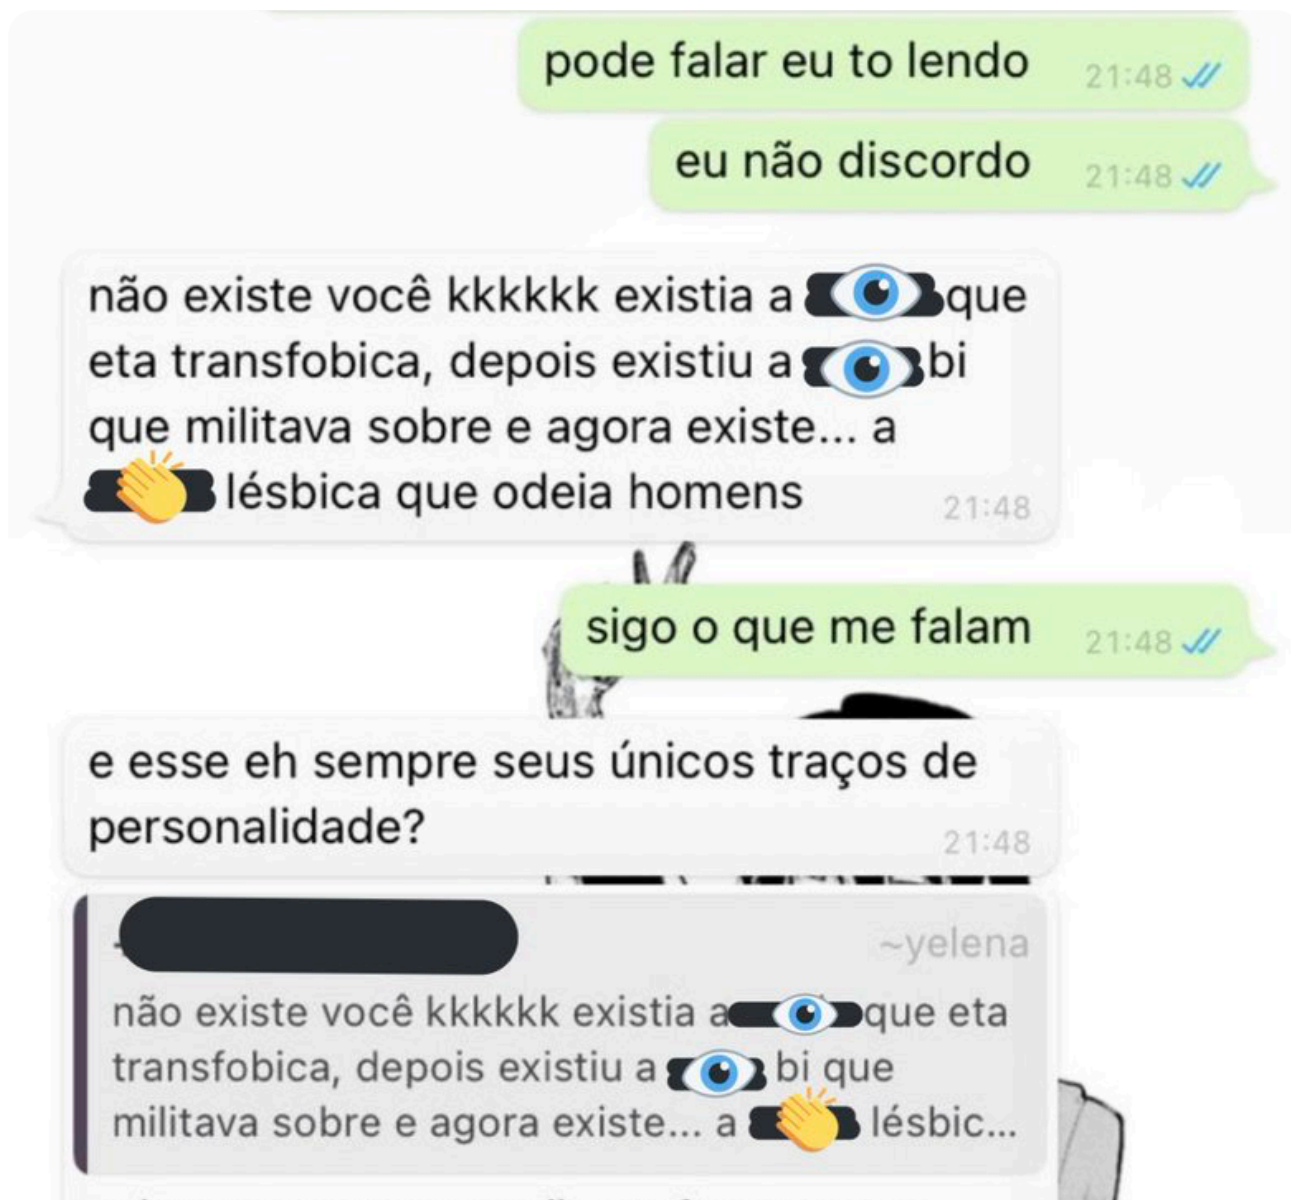 pode falar eu to lendo 21:48
eu não discordo 21:48
não existe você kkkkkk existia a que
eta transfobica, depois existiu a bi
que militava sobre e agora existe... a
lésbica que odeia homens 21:48
sigo o que me falam 21:48
e esse eh sempre seus únicos traços de
personalidade? 21:48
~yelena
não existe você kkkkkk existia a que eta
transfobica, depois existiu a bi que
militava sobre e agora existe... a lésbic...